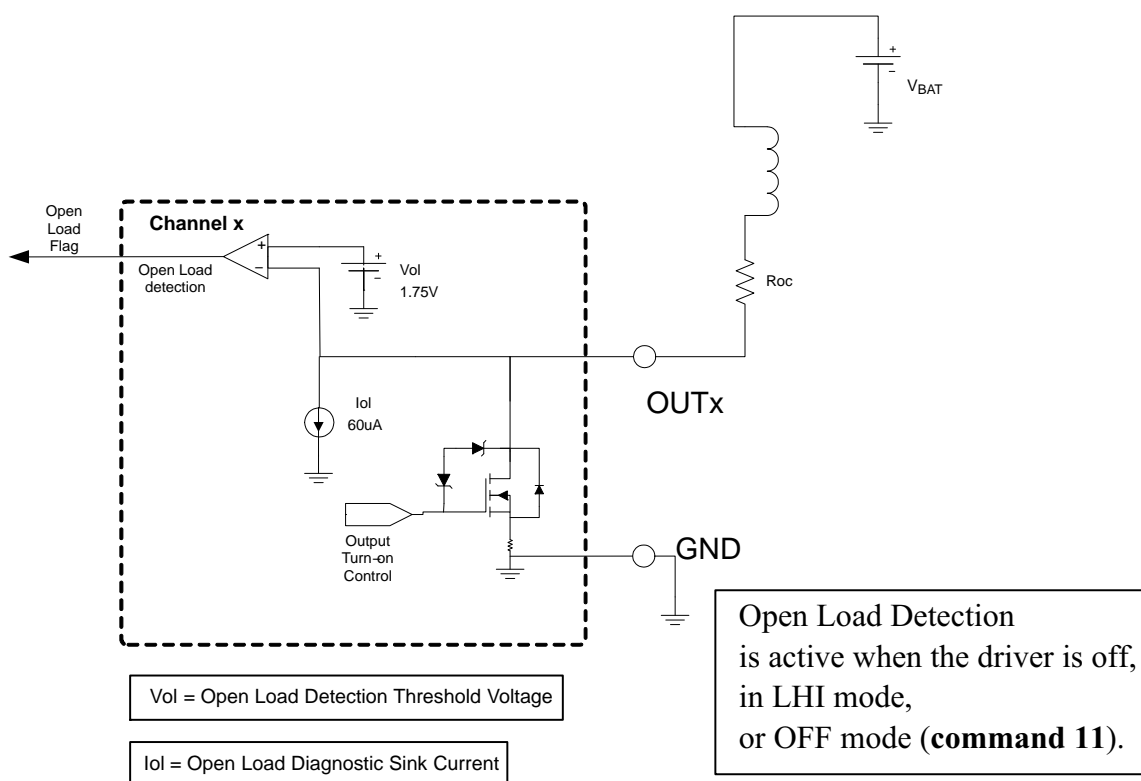 +
−
VBAT
Roc
Open
Load
Flag
Channel x
+
−
Open Load
detection
+
−
Vol
1.75V
OUTx
Iol
60uA
Output
Turn-on
Control
GND
Open Load Detection
is active when the driver is off,
in LHI mode,
or OFF mode (command 11).
Vol = Open Load Detection Threshold Voltage
Iol = Open Load Diagnostic Sink Current